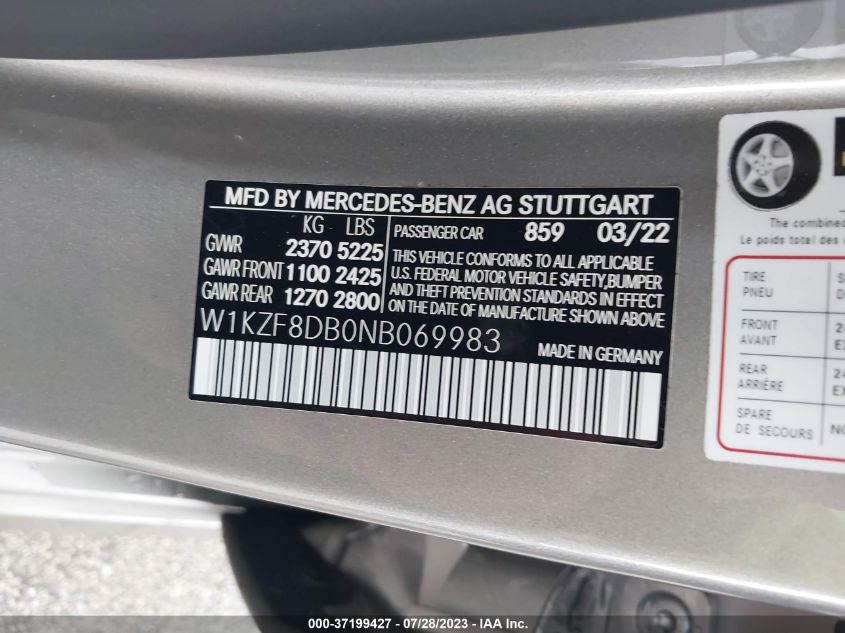 MFD BY MERCEDES-BENZ AG STUTTGART
KG LBS
GVWR 2370 5225
GAWR FRONT 1100 2425
GAWR REAR 1270 2800
PASSENGER CAR 859 03/22
THIS VEHICLE CONFORMS TO ALL APPLICABLE
U.S. FEDERAL MOTOR VEHICLE SAFETY, BUMPER
AND THEFT PREVENTION STANDARDS IN EFFECT
ON THE DATE OF MANUFACTURE SHOWN ABOVE
W1KZF8DB0NB069983
MADE IN GERMANY
The combined
Le poids total des
TIRE
PNEU
FRONT
AVANT
REAR
ARRIÈRE
SPARE
DE SECOURS
000-37199427 - 07/28/2023 - IAA Inc.